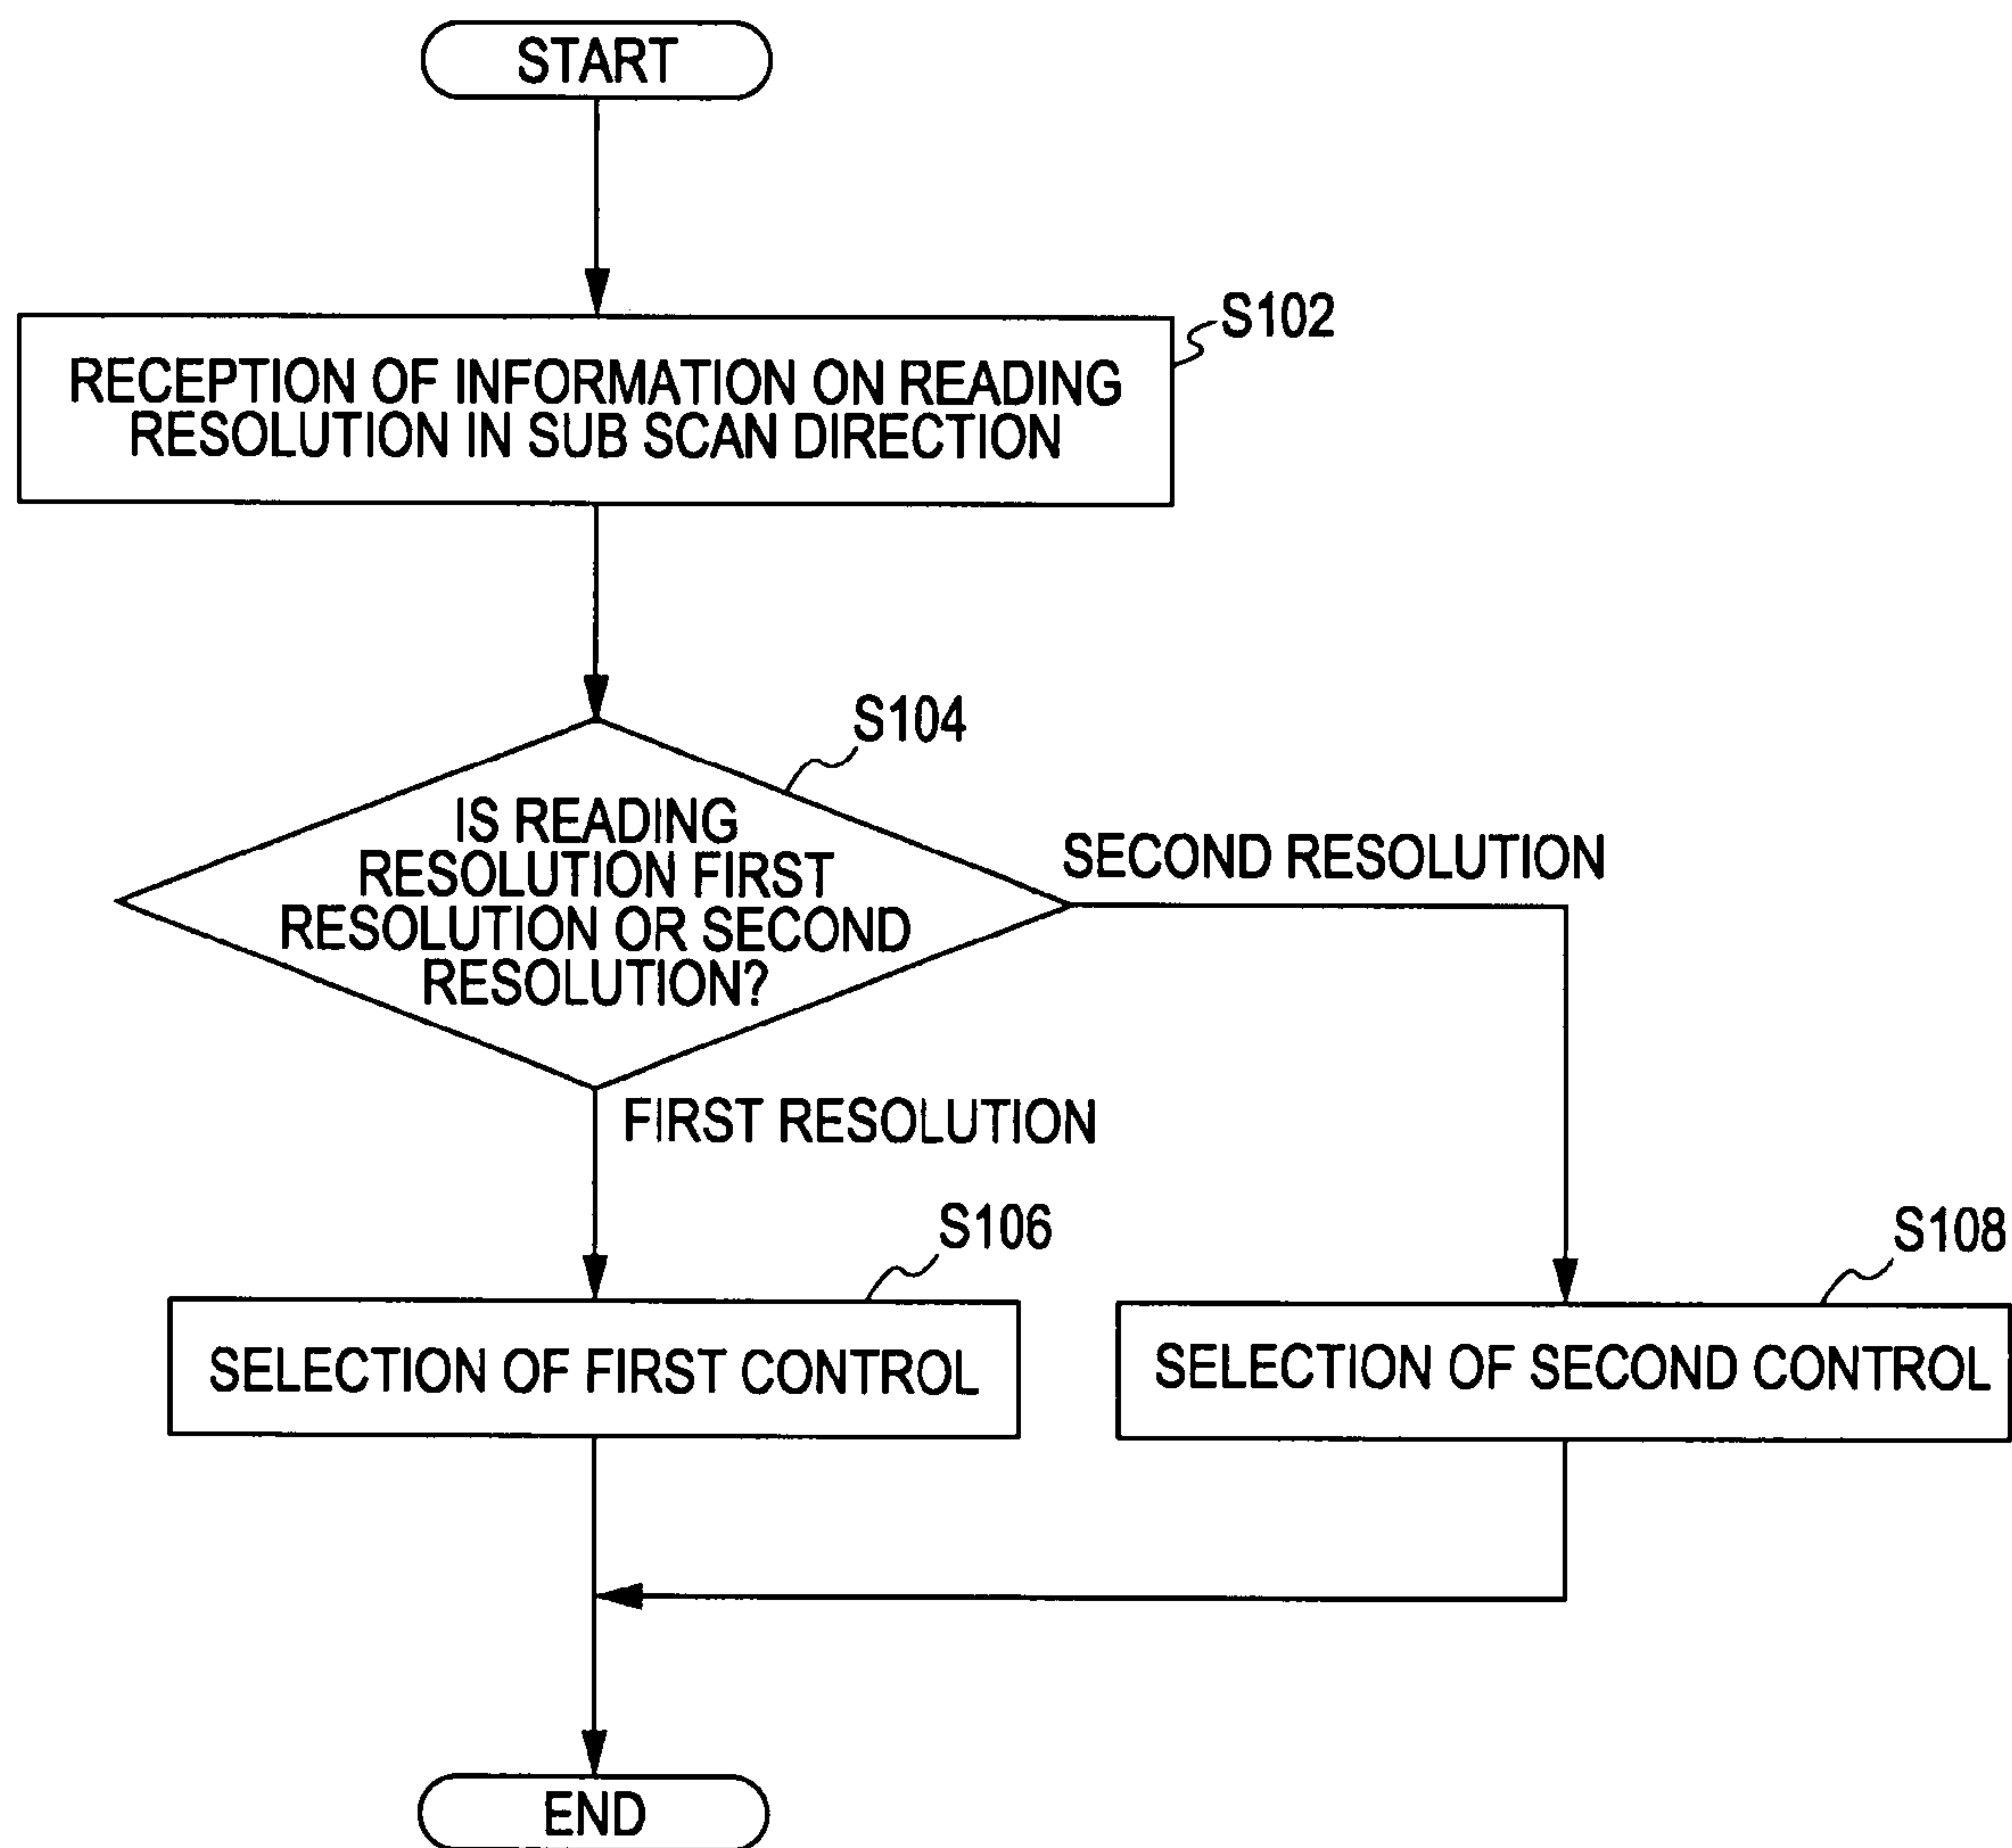 START
S102
RECEPTION OF INFORMATION ON READING
RESOLUTION IN SUB SCAN DIRECTION
S104
IS READING
RESOLUTION FIRST
RESOLUTION OR SECOND
RESOLUTION?
SECOND RESOLUTION
FIRST RESOLUTION
S106
SELECTION OF FIRST CONTROL
S108
SELECTION OF SECOND CONTROL
END